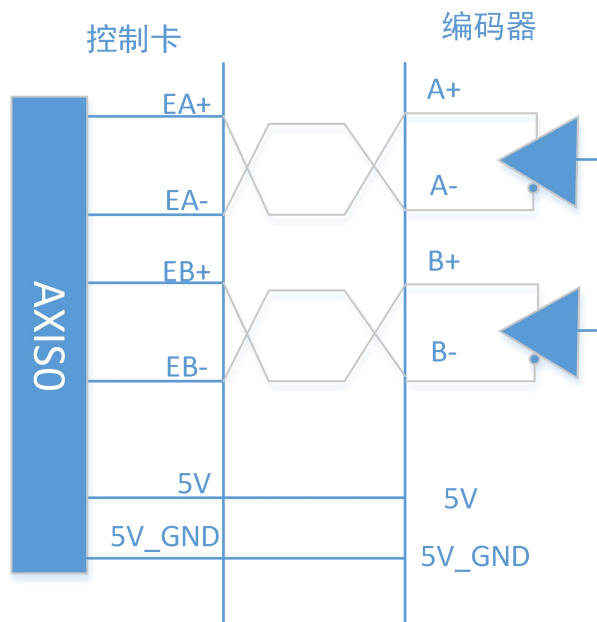 控制卡
编码器
EA+
A+
EA-
A-
EB+
B+
EB-
B-
AXIS0
5V
5V
5V_GND
5V_GND